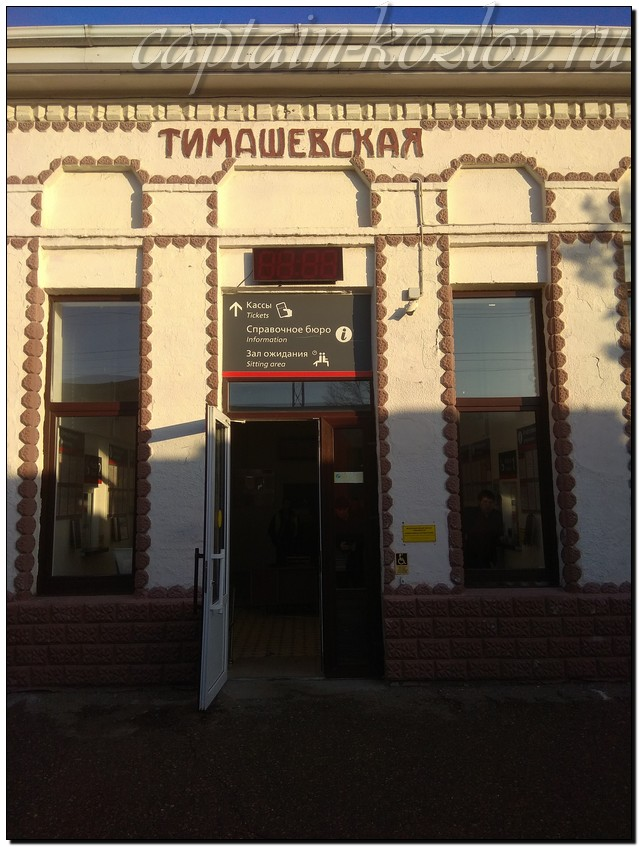 captain-kozlov.ru
ТИМАШЕВСКАЯ
Кассы
Tickets
Справочное бюро
Information
Зал ожидания
Sitting area